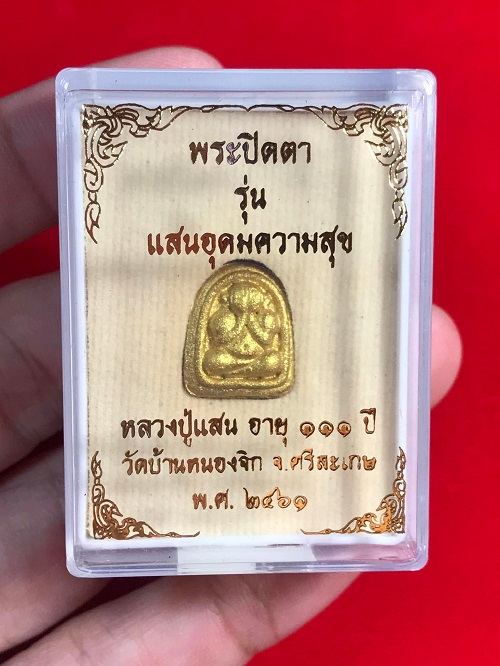 พระปิดตา
รุ่น
แสนอุดมความสุข
หลวงปู่แสน อายุ ๑๑๑ ปี
วัดบ้านหนองจิก จ.ศรีสะเกษ
พ.ศ. ๒๕๖๑